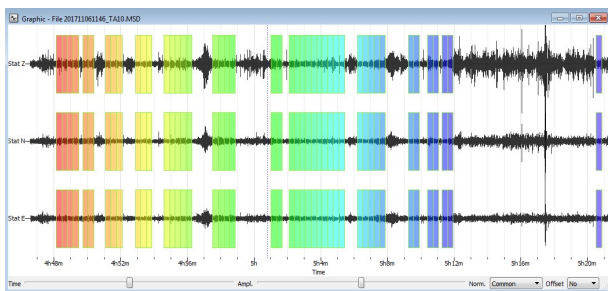 Graphic - File 201711061146_TA10.MSD
Stat Z
Stat N
Stat E
4h48m 4h52m 4h56m 5h 5h4m 5h8m 5h12m 5h16m 5h20m
Time
Time Ampl. Norm. Common Offset No